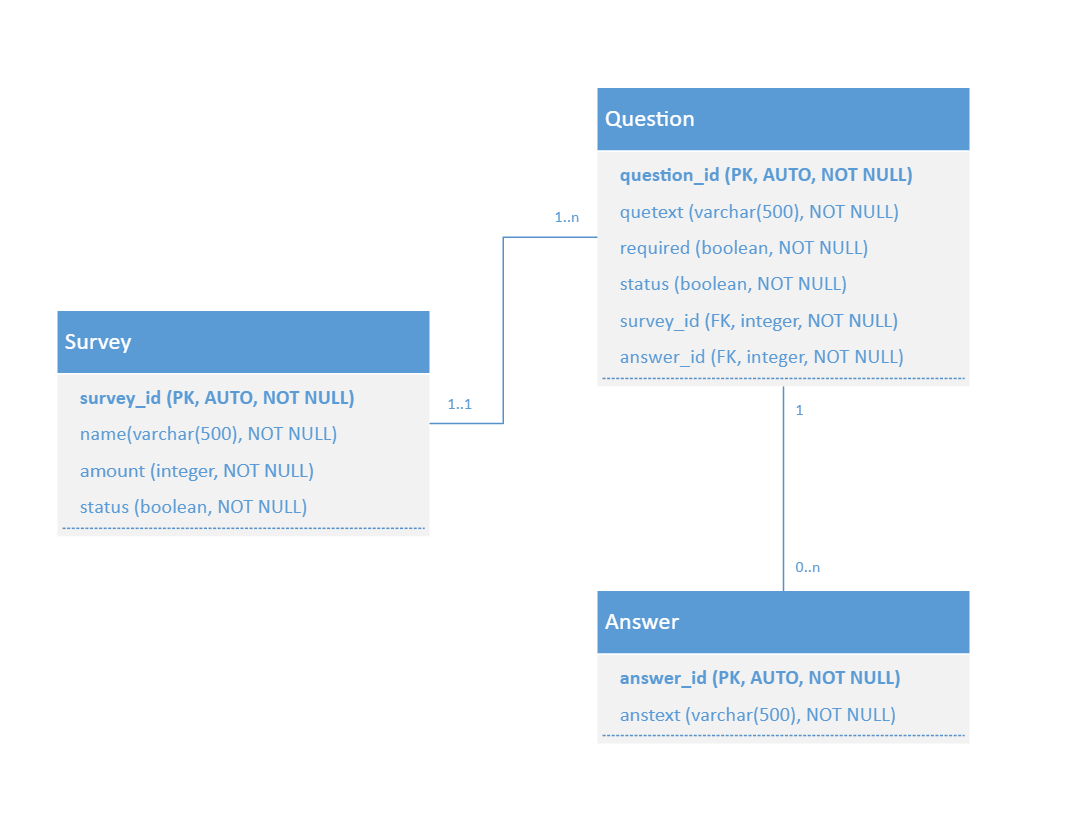 Question
question_id (PK, AUTO, NOT NULL)
quetext (varchar(500), NOT NULL)
required (boolean, NOT NULL)
status (boolean, NOT NULL)
survey_id (FK, integer, NOT NULL)
answer_id (FK, integer, NOT NULL)
1..n
Survey
survey_id (PK, AUTO, NOT NULL)
name(varchar(500), NOT NULL)
amount (integer, NOT NULL)
status (boolean, NOT NULL)
1..1
1
0..n
Answer
answer_id (PK, AUTO, NOT NULL)
anstext (varchar(500), NOT NULL)